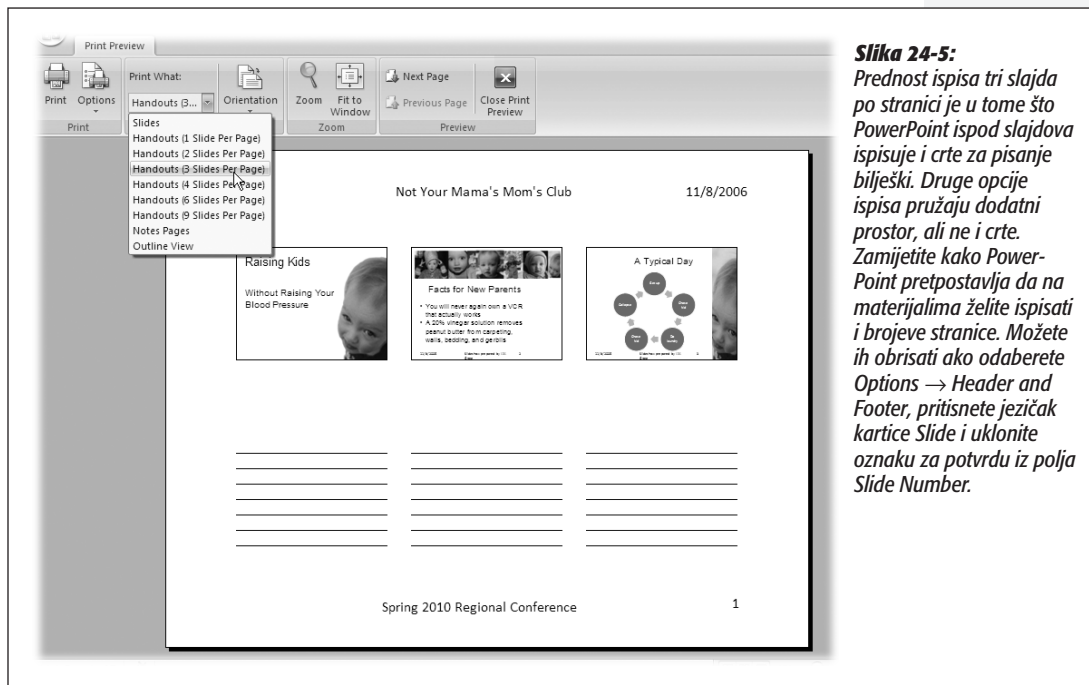 Print Preview
Print
Options
Print What:
Handouts (3...
Orientation
Zoom
Fit to
Window
Next Page
Previous Page
Close Print
Preview
Print
Zoom
Preview
Slides
Handouts (1 Slide Per Page)
Handouts (2 Slides Per Page)
Handouts (3 Slides Per Page)
Handouts (4 Slides Per Page)
Handouts (6 Slides Per Page)
Handouts (9 Slides Per Page)
Notes Pages
Outline View
Not Your Mama's Mom's Club
11/8/2006
Raising Kids
Without Raising Your
Blood Pressure
Facts for New Parents
• You will never again own a VCR
that actually works
• A 20% vinegar solution removes
peanut butter from carpeting,
walls, bedding, and gerbils
A Typical Day
Spring 2010 Regional Conference
1
Slika 24-5:
Prednost ispisa tri slajda
po stranici je u tome što
PowerPoint ispod slajdova
ispisuje i crte za pisanje
bilješki. Druge opcije
ispisa pružaju dodatni
prostor, ali ne i crte.
Zamijetite kako Power-
Point pretpostavlja da na
materijalima želite ispisati
i brojeve stranice. Možete
ih obrisati ako odaberete
Options → Header and
Footer, pritisnete jezičak
kartice Slide i uklonite
oznaku za potvrdu iz polja
Slide Number.